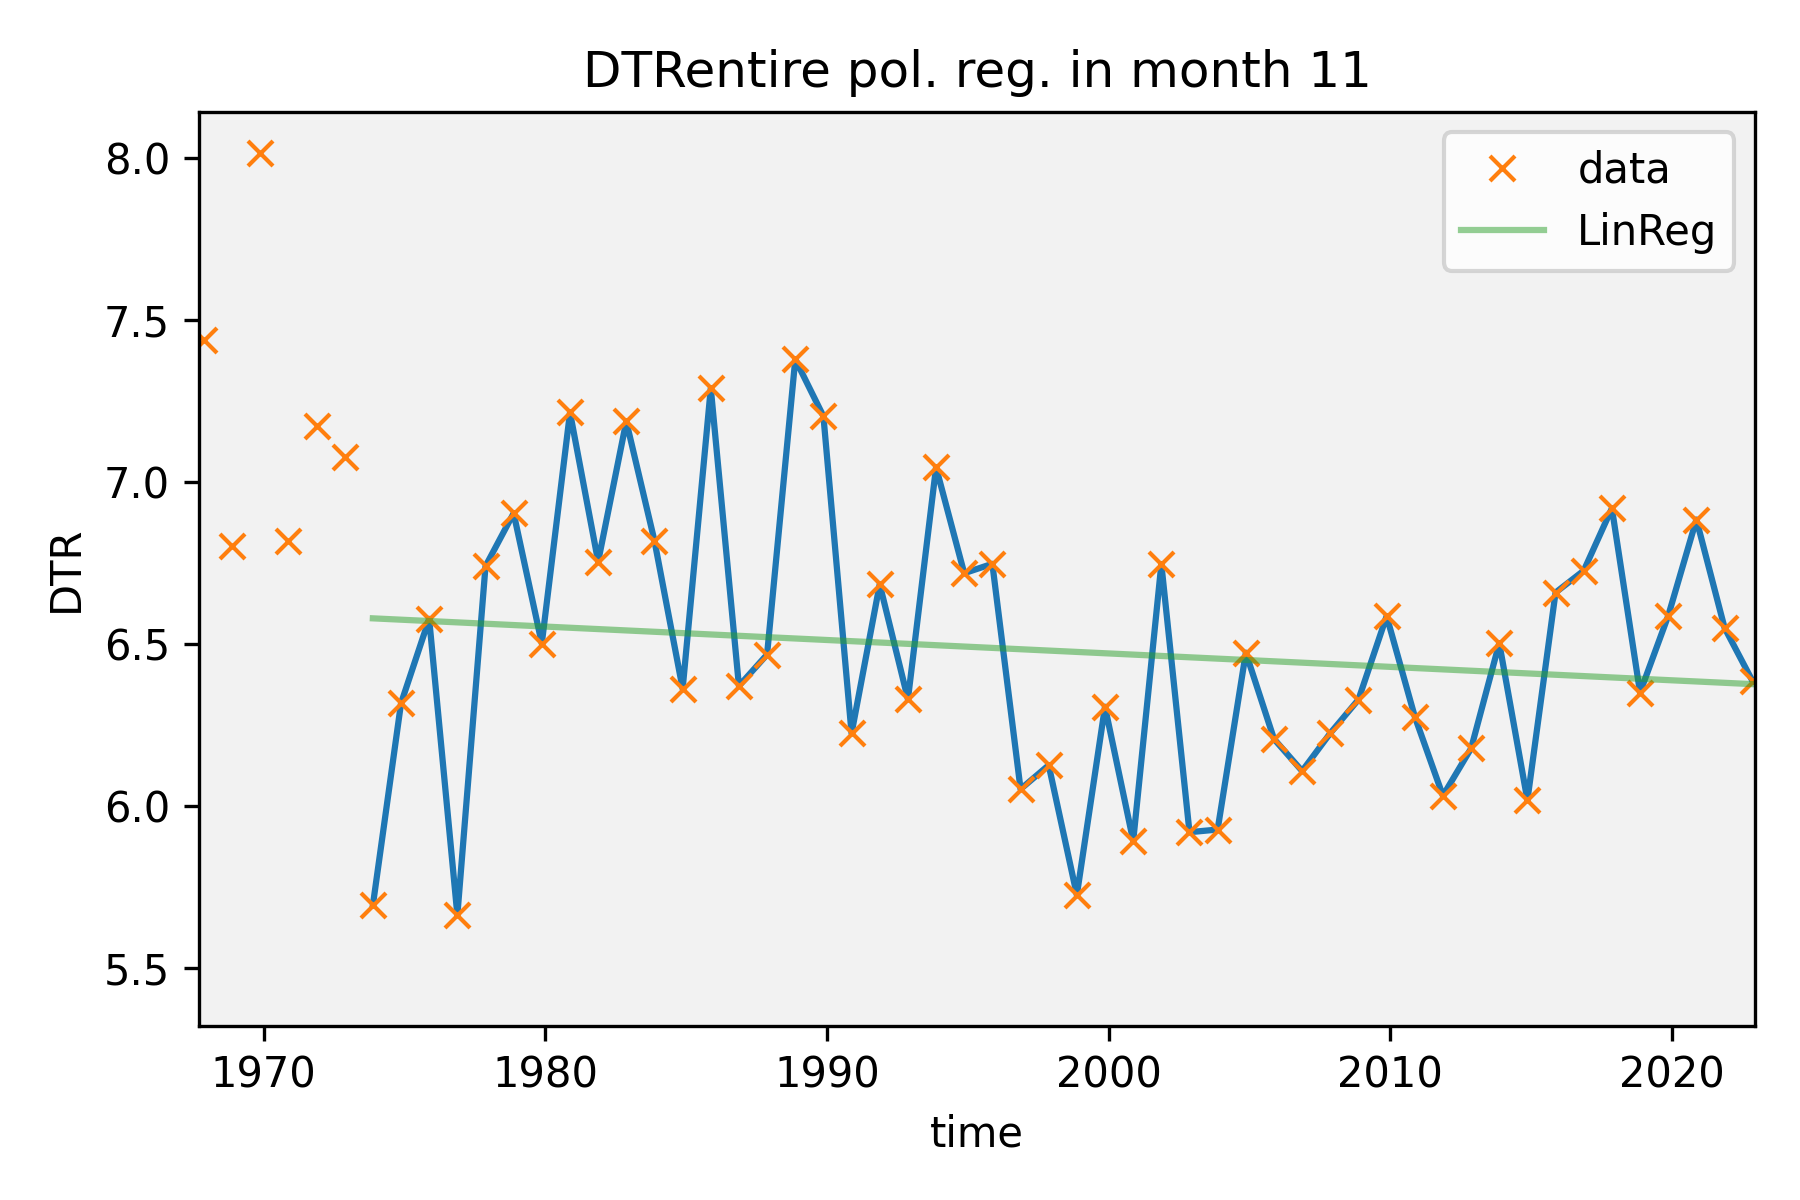 DTRentire pol. reg. in month 11
data
LinReg
8.0
7.5
7.0
6.5
6.0
5.5
DTR
1970 1980 1990 2000 2010 2020
time